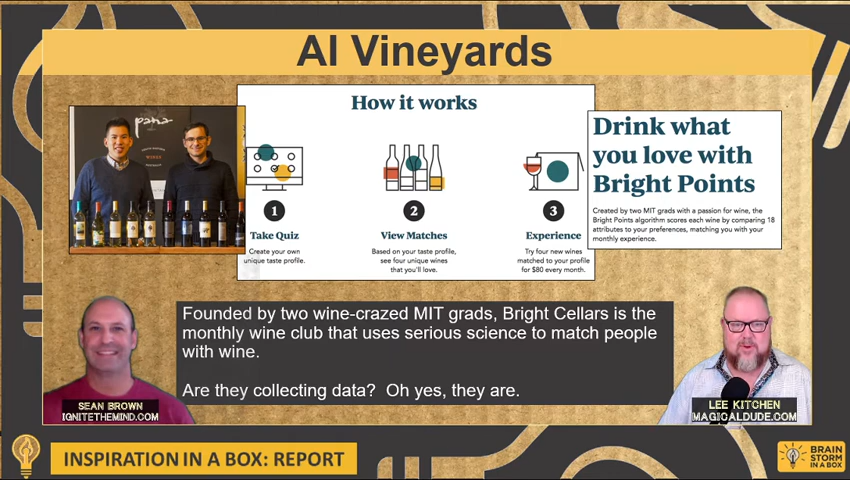 AI Vineyards
pana
How it works
1
Take Quiz
Create your own
unique taste profile.
2
View Matches
Based on your taste profile,
see four unique wines
that you'll love.
3
Experience
Try four new wines
matched to your profile
for $80 every month.
Drink what
you love with
Bright Points
Created by two MIT grads with a passion for wine, the
Bright Points algorithm scores each wine by comparing 18
attributes to your preferences, matching you with your
monthly experience.
Founded by two wine-crazed MIT grads, Bright Cellars is the
monthly wine club that uses serious science to match people
with wine.
Are they collecting data?  Oh yes, they are.
SEAN BROWN
IGNITETHEMIND.COM
LEE KITCHEN
MAGICALDUDE.COM
INSPIRATION IN A BOX: REPORT
BRAIN
STORM
IN A BOX